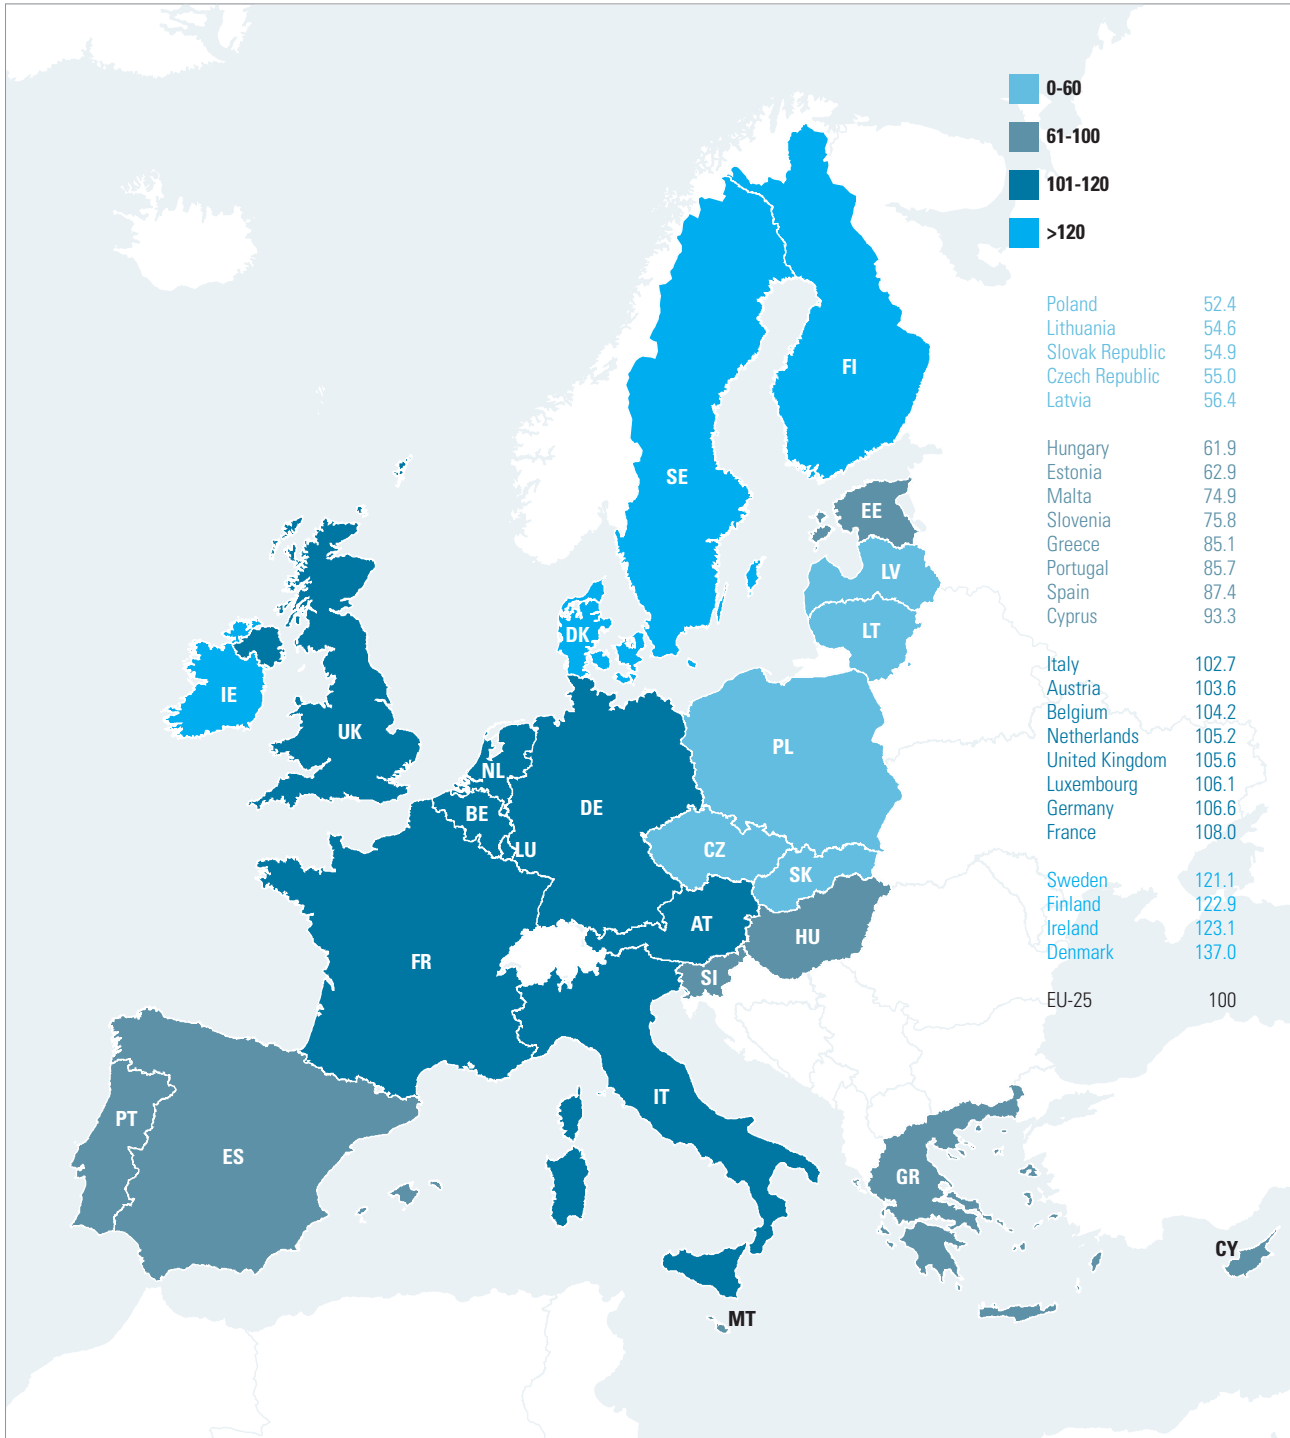 0-60
61-100
101-120
>120
Poland 52.4
Lithuania 54.6
Slovak Republic 54.9
Czech Republic 55.0
Latvia 56.4
Hungary 61.9
Estonia 62.9
Malta 74.9
Slovenia 75.8
Greece 85.1
Portugal 85.7
Spain 87.4
Cyprus 93.3
Italy 102.7
Austria 103.6
Belgium 104.2
Netherlands 105.2
United Kingdom 105.6
Luxembourg 106.1
Germany 106.6
France 108.0
Sweden 121.1
Finland 122.9
Ireland 123.1
Denmark 137.0
EU-25 100
FI
SE
EE
LV
LT
DK
IE
UK
PL
NL
DE
BE
LU
CZ
SK
AT
HU
FR
SI
IT
PT
ES
GR
CY
MT